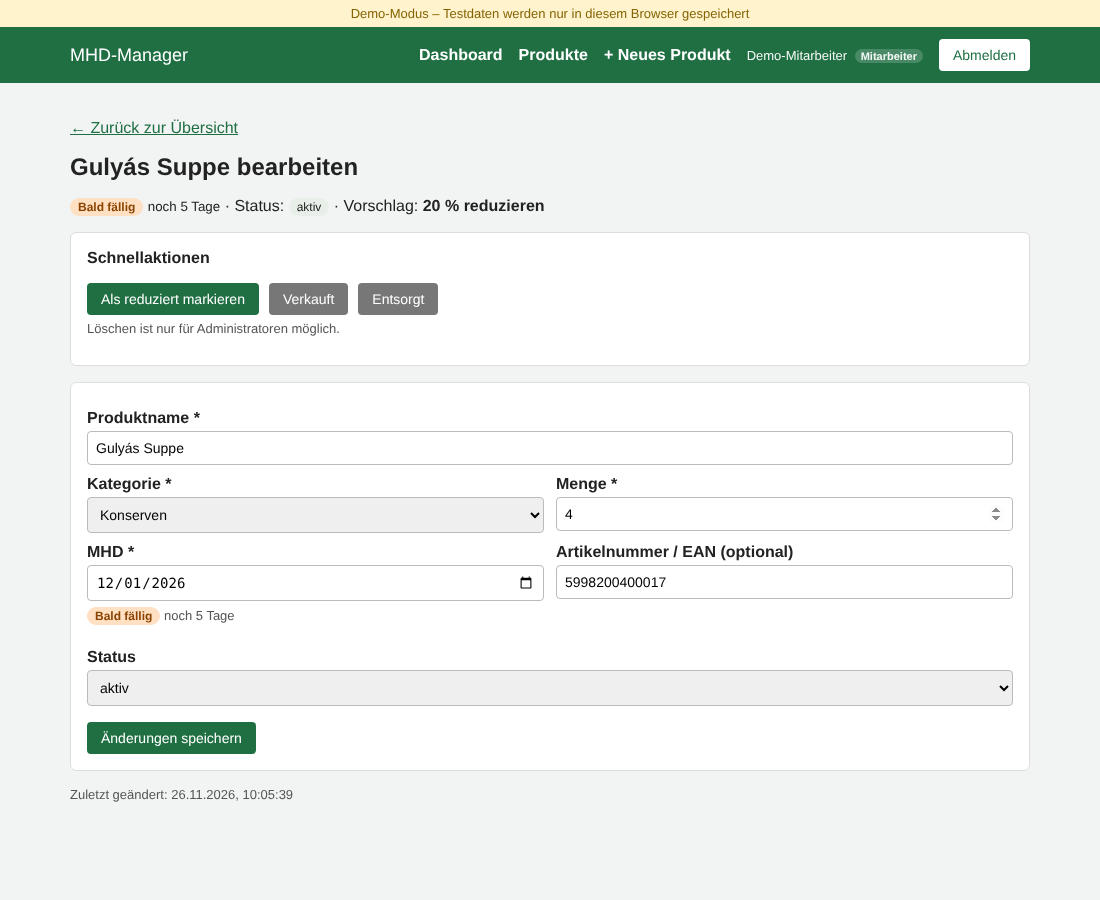 Demo-Modus – Testdaten werden nur in diesem Browser gespeichert
MHD-Manager Dashboard Produkte + Neues Produkt Demo-Mitarbeiter Mitarbeiter Abmelden
← Zurück zur Übersicht
Gulyás Suppe bearbeiten
Bald fällig noch 5 Tage · Status: aktiv · Vorschlag: 20 % reduzieren
Schnellaktionen
Als reduziert markieren Verkauft Entsorgt
Löschen ist nur für Administratoren möglich.
Produktname *
Gulyás Suppe
Kategorie * Menge *
Konserven 4
MHD * Artikelnummer / EAN (optional)
12/01/2026 5998200400017
Bald fällig noch 5 Tage
Status
aktiv
Änderungen speichern
Zuletzt geändert: 26.11.2026, 10:05:39